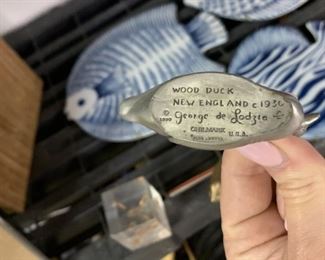 WOOD DUCK
NEW ENGLAND c 1930
© George de Lodzia
CHILMARK
U.S.A.